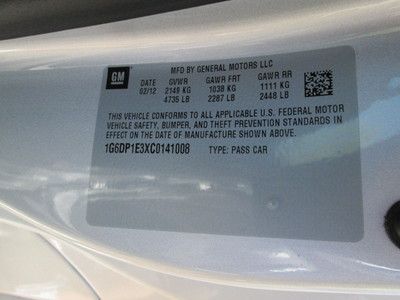 GM
MFD BY GENERAL MOTORS LLC
DATE GVWR GAWR FRT GAWR RR
02/12 2149 KG 1038 KG 1111 KG
4735 LB 2287 LB 2448 LB
THIS VEHICLE CONFORMS TO ALL APPLICABLE U.S. FEDERAL MOTOR
VEHICLE SAFETY, BUMPER, AND THEFT PREVENTION STANDARDS IN
EFFECT ON THE DATE OF MANUFACTURE SHOWN ABOVE.
1G6DP1E3XC0141008 TYPE: PASS CAR